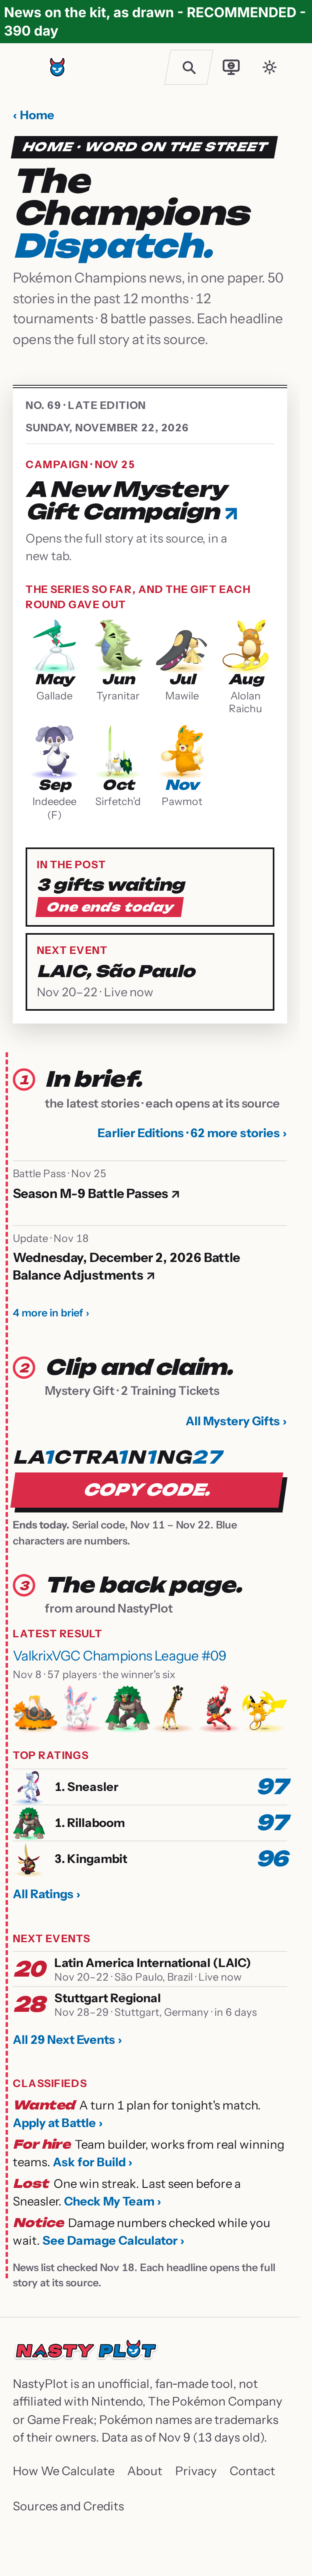 News on the kit, as drawn - RECOMMENDED -
390 day
‹ Home
HOME · WORD ON THE STREET
The
Champions
Dispatch.
Pokémon Champions news, in one paper. 50
stories in the past 12 months · 12
tournaments · 8 battle passes. Each headline
opens the full story at its source.
NO. 69 · LATE EDITION
SUNDAY, NOVEMBER 22, 2026
CAMPAIGN · NOV 25
A New Mystery
Gift Campaign ↗
Opens the full story at its source, in a
new tab.
THE SERIES SO FAR, AND THE GIFT EACH
ROUND GAVE OUT
May Jun Jul Aug
Gallade Tyranitar Mawile Alolan
Raichu
Sep Oct Nov
Indeedee Sirfetch'd Pawmot
(F)
IN THE POST
3 gifts waiting
One ends today
NEXT EVENT
LAIC, São Paulo
Nov 20–22 · Live now
1 In brief.
the latest stories · each opens at its source
Earlier Editions · 62 more stories ›
Battle Pass · Nov 25
Season M-9 Battle Passes ↗
Update · Nov 18
Wednesday, December 2, 2026 Battle
Balance Adjustments ↗
4 more in brief ›
2 Clip and claim.
Mystery Gift · 2 Training Tickets
All Mystery Gifts ›
LA1CTRA1N1NG27
COPY CODE.
Ends today. Serial code, Nov 11 – Nov 22. Blue
characters are numbers.
3 The back page.
from around NastyPlot
LATEST RESULT
ValkrixVGC Champions League #09
Nov 8 · 57 players · the winner's six
TOP RATINGS
1. Sneasler 97
1. Rillaboom 97
3. Kingambit 96
All Ratings ›
NEXT EVENTS
20 Latin America International (LAIC)
Nov 20–22 · São Paulo, Brazil · Live now
28 Stuttgart Regional
Nov 28–29 · Stuttgart, Germany · in 6 days
All 29 Next Events ›
CLASSIFIEDS
Wanted A turn 1 plan for tonight's match.
Apply at Battle ›
For hire Team builder, works from real winning
teams. Ask for Build ›
Lost One win streak. Last seen before a
Sneasler. Check My Team ›
Notice Damage numbers checked while you
wait. See Damage Calculator ›
News list checked Nov 18. Each headline opens the full
story at its source.
NASTY PLOT
NastyPlot is an unofficial, fan-made tool, not
affiliated with Nintendo, The Pokémon Company
or Game Freak; Pokémon names are trademarks
of their owners. Data as of Nov 9 (13 days old).
How We Calculate About Privacy Contact
Sources and Credits